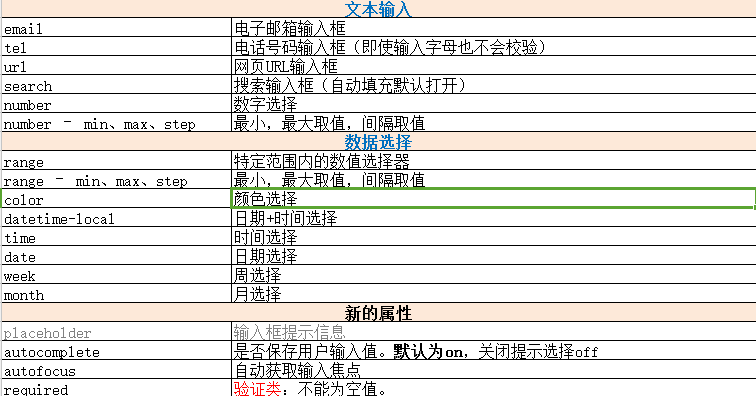 文本输入
email 电子邮箱输入框
tel 电话号码输入框（即使输入字母也不会校验）
url 网页URL输入框
search 搜索输入框（自动填充默认打开）
number 数字选择
number - min、max、step 最小，最大取值，间隔取值
数据选择
range 特定范围内的数值选择器
range - min、max、step 最小，最大取值，间隔取值
color 颜色选择
datetime-local 日期+时间选择
time 时间选择
date 日期选择
week 周选择
month 月选择
新的属性
placeholder 输入框提示信息
autocomplete 是否保存用户输入值。默认为on，关闭提示选择off
autofocus 自动获取输入焦点
required 验证类：不能为空值。